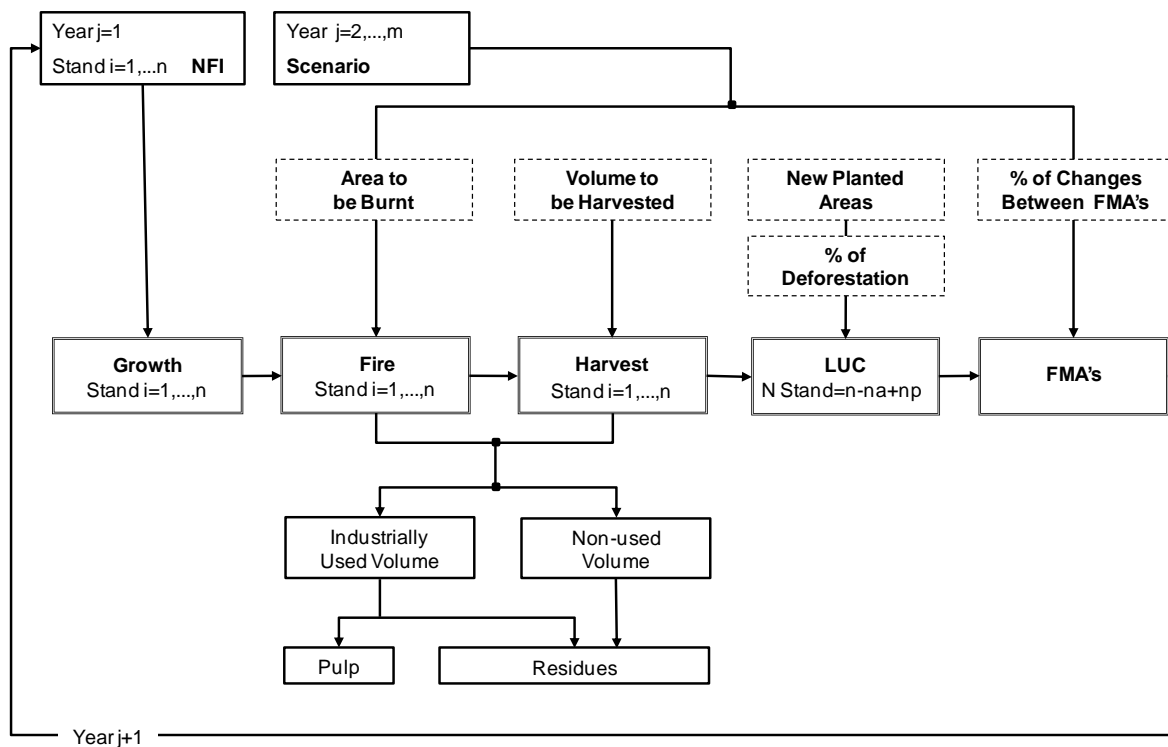 Year j=1
Stand i=1,...n NFI
Year j=2,...,m
Scenario
Area to
be Burnt
Volume to
be Harvested
New Planted
Areas
% of Changes
Between FMA's
% of
Deforestation
Growth
Stand i=1,...,n
Fire
Stand i=1,...,n
Harvest
Stand i=1,...,n
LUC
N Stand=n-na+np
FMA's
Industrially
Used Volume
Non-used
Volume
Pulp
Residues
Year j+1